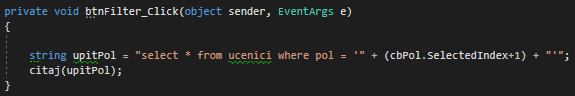 private void btnFilter_Click(object sender, EventArgs e)
{
string upitPol = "select * from ucenici where pol = '" + (cbPol.SelectedIndex+1) + "'";
citaj(upitPol);
}